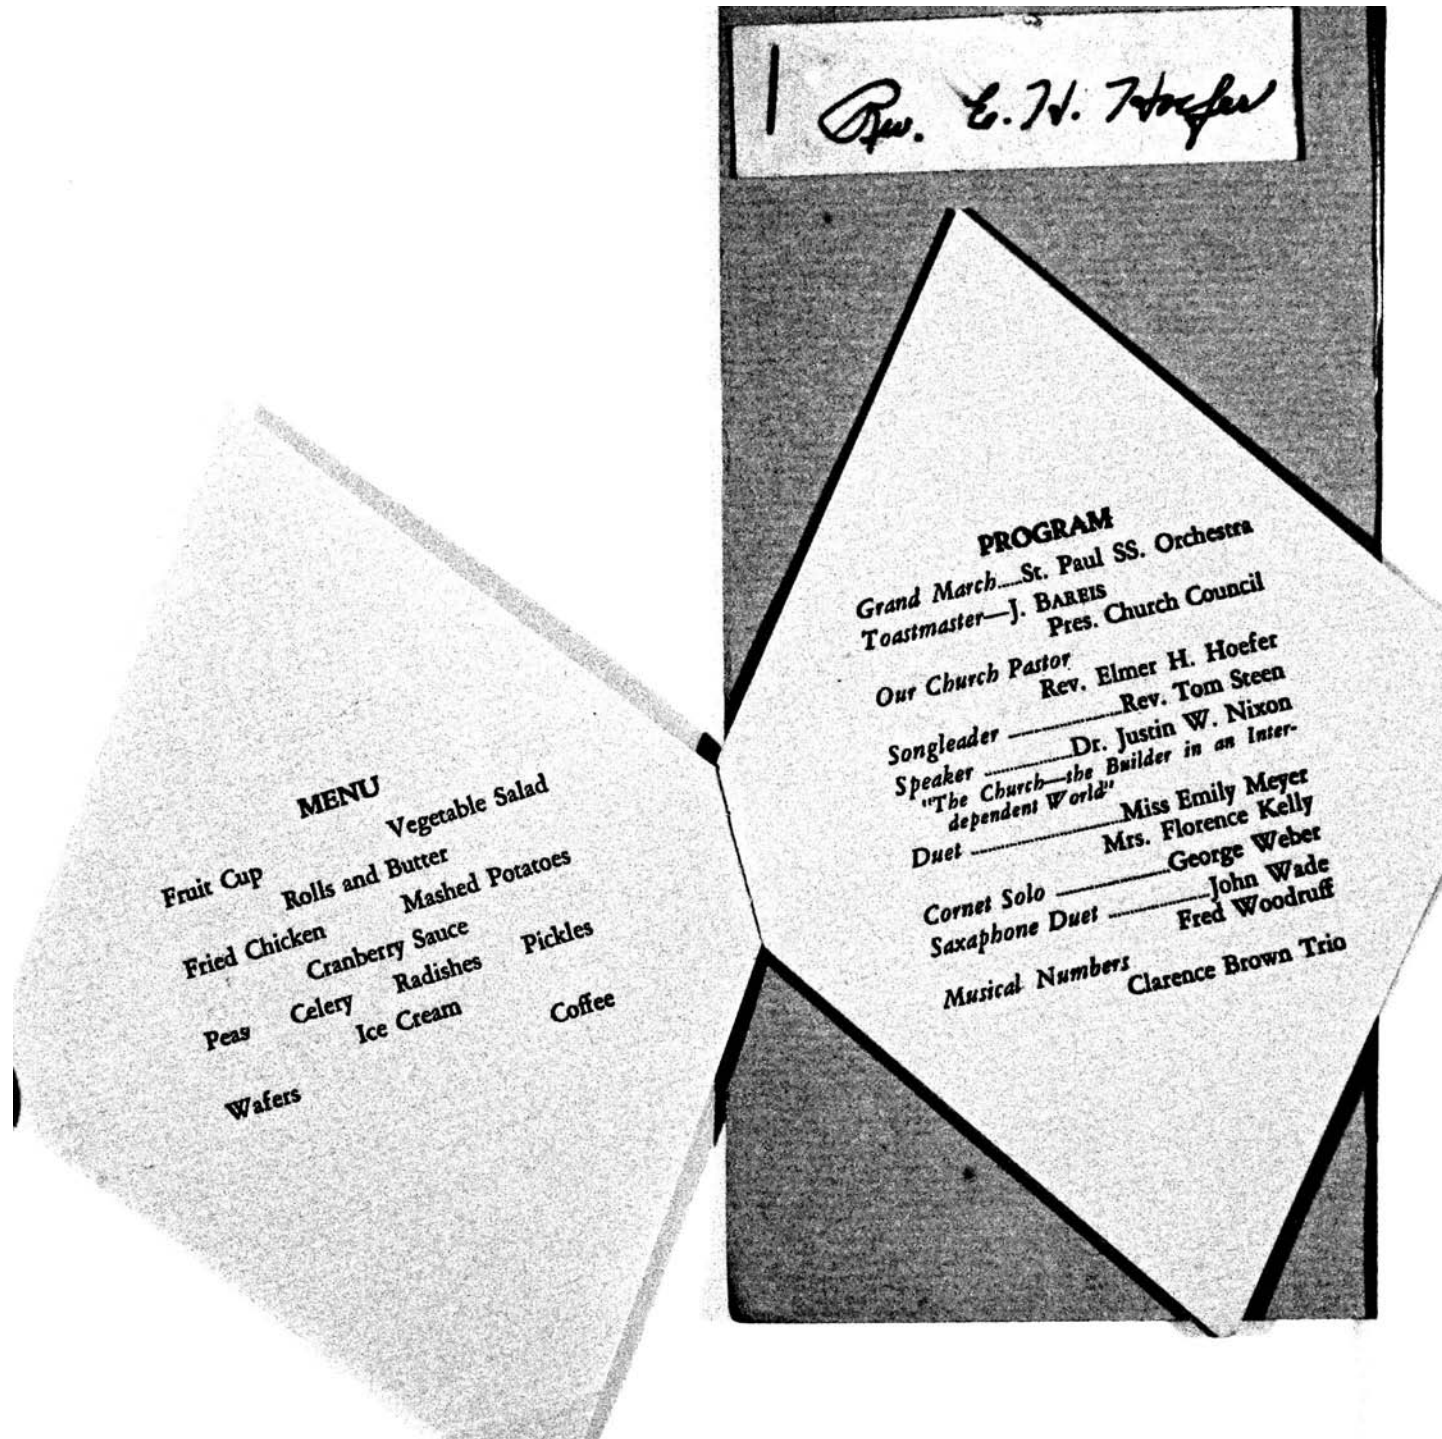 Rev. E. H. Hoefer
MENU
Fruit Cup Vegetable Salad
Rolls and Butter
Fried Chicken Mashed Potatoes
Cranberry Sauce
Peas Celery Radishes Pickles
Ice Cream
Wafers Coffee
PROGRAM
Grand March....St. Paul SS. Orchestra
Toastmaster—J. BAREIS
Pres. Church Council
Our Church Pastor
Rev. Elmer H. Hoefer
Songleader ....................Rev. Tom Steen
Speaker ................Dr. Justin W. Nixon
"The Church—the Builder in an Inter-
dependent World"
Duet ............................Miss Emily Meyer
Mrs. Florence Kelly
Cornet Solo ....................George Weber
Saxaphone Duet ..................John Wade
Fred Woodruff
Musical Numbers
Clarence Brown Trio